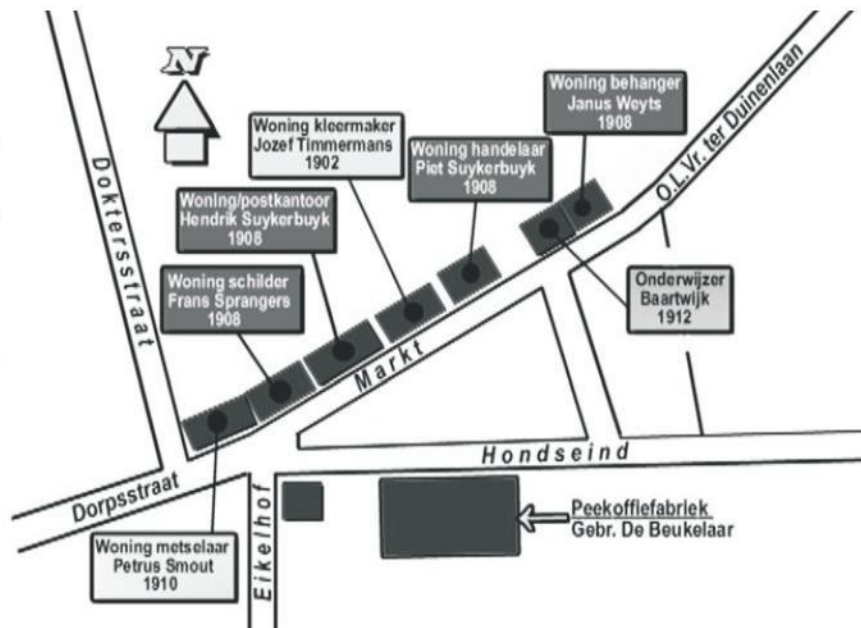 N
Woning behanger
Janus Weyts
1908
Woning kleermaker
Jozef Timmermans
1902
Woning handelaar
Piet Suykerbuyk
1908
O.L.Vr. ter Duinenlaan
Doktersstraat
Woning/postkantoor
Hendrik Suykerbuyk
1908
Woning schilder
Frans Sprangers
1908
Onderwijzer
Baartwijk
1912
Markt
Hondseind
Dorpsstraat
Eikelhof
Peekoffiefabriek
Gebr. De Beukelaar
Woning metselaar
Petrus Smout
1910